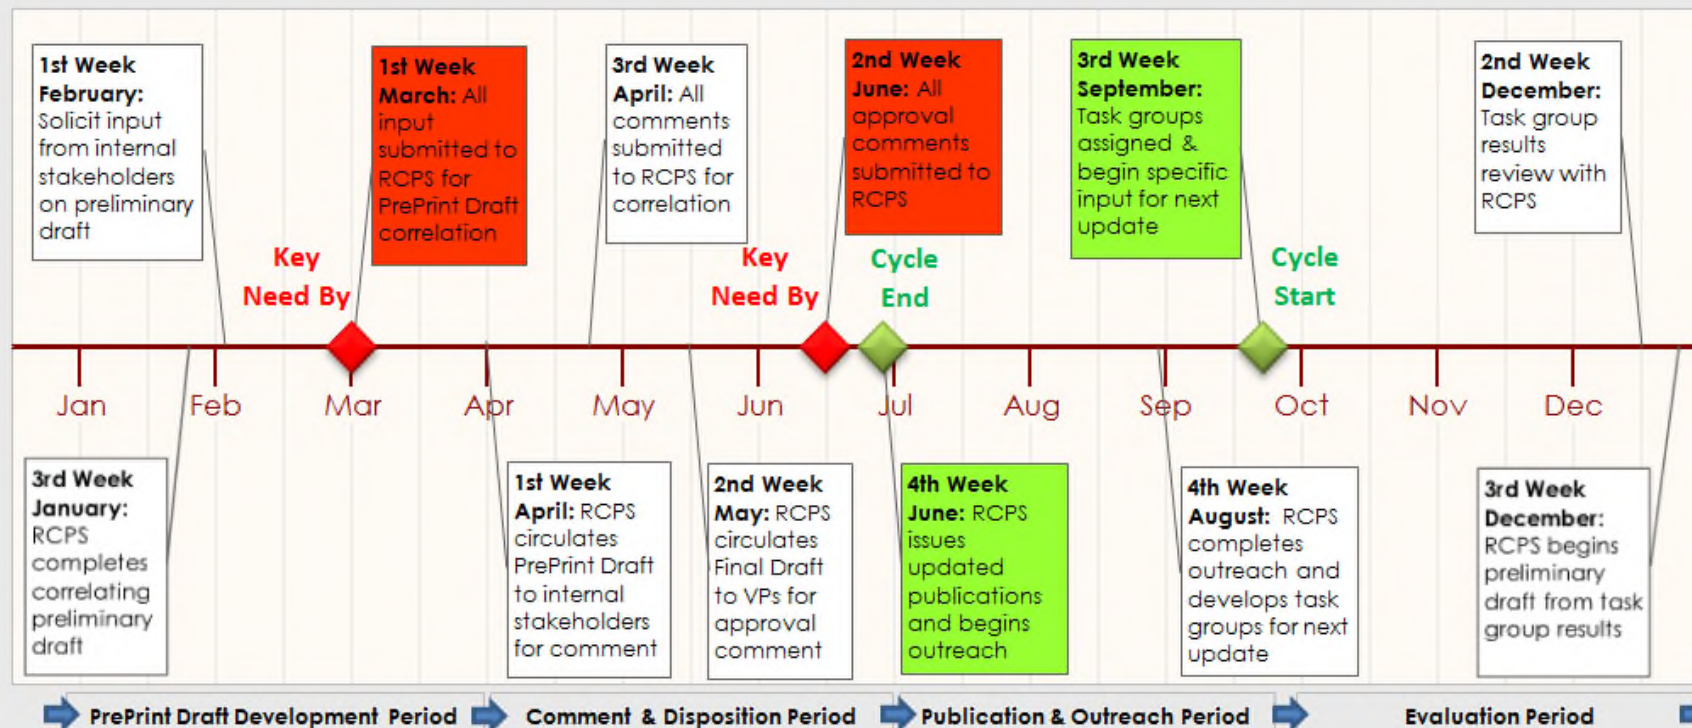 1st Week
February:
Solicit input
from internal
stakeholders
on preliminary
draft
1st Week
March: All
input
submitted to
RCPS for
PrePrint Draft
correlation
3rd Week
April: All
comments
submitted
to RCPS for
correlation
2nd Week
June: All
approval
comments
submitted to
RCPS
3rd Week
September:
Task groups
assigned &
begin specific
input for next
update
2nd Week
December:
Task group
results
review with
RCPS
Key
Need By
Key
Need By
Cycle
End
Cycle
Start
Jan Feb Mar Apr May Jun Jul Aug Sep Oct Nov Dec
3rd Week
January:
RCPS
completes
correlating
preliminary
draft
1st Week
April: RCPS
circulates
PrePrint Draft
to internal
stakeholders
for comment
2nd Week
May: RCPS
circulates
Final Draft
to VPs for
approval
comment
4th Week
June: RCPS
issues
updated
publications
and begins
outreach
4th Week
August: RCPS
completes
outreach and
develops task
groups for next
update
3rd Week
December:
RCPS begins
preliminary
draft from task
group results
PrePrint Draft Development Period Comment & Disposition Period Publication & Outreach Period Evaluation Period